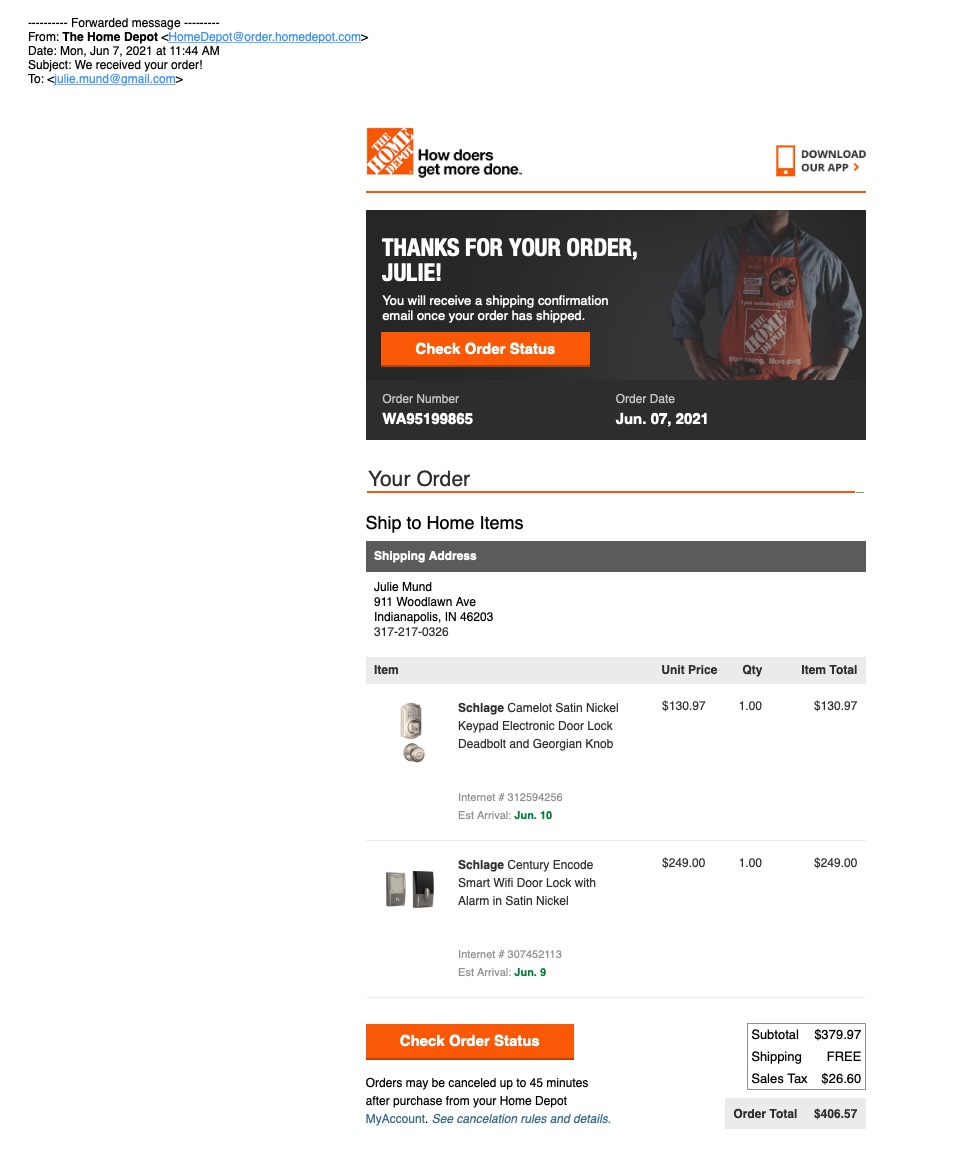 ---------- Forwarded message ---------
From: The Home Depot <HomeDepot@order.homedepot.com>
Date: Mon, Jun 7, 2021 at 11:44 AM
Subject: We received your order!
To: <julie.mund@gmail.com>
THE HOME DEPOT
How doers
get more done.
DOWNLOAD
OUR APP >
THANKS FOR YOUR ORDER,
JULIE!
You will receive a shipping confirmation
email once your order has shipped.
Check Order Status
THE HOME DEPOT
More saving. More doing.
Order Number Order Date
WA95199865 Jun. 07, 2021
Your Order
Ship to Home Items
Shipping Address
Julie Mund
911 Woodlawn Ave
Indianapolis, IN 46203
317-217-0326
Item Unit Price Qty Item Total
Schlage Camelot Satin Nickel $130.97 1.00 $130.97
Keypad Electronic Door Lock
Deadbolt and Georgian Knob
Internet # 312594256
Est Arrival: Jun. 10
Schlage Century Encode $249.00 1.00 $249.00
Smart Wifi Door Lock with
Alarm in Satin Nickel
Internet # 307452113
Est Arrival: Jun. 9
Check Order Status
Subtotal $379.97
Shipping FREE
Sales Tax $26.60
Order Total $406.57
Orders may be canceled up to 45 minutes
after purchase from your Home Depot
MyAccount. See cancelation rules and details.